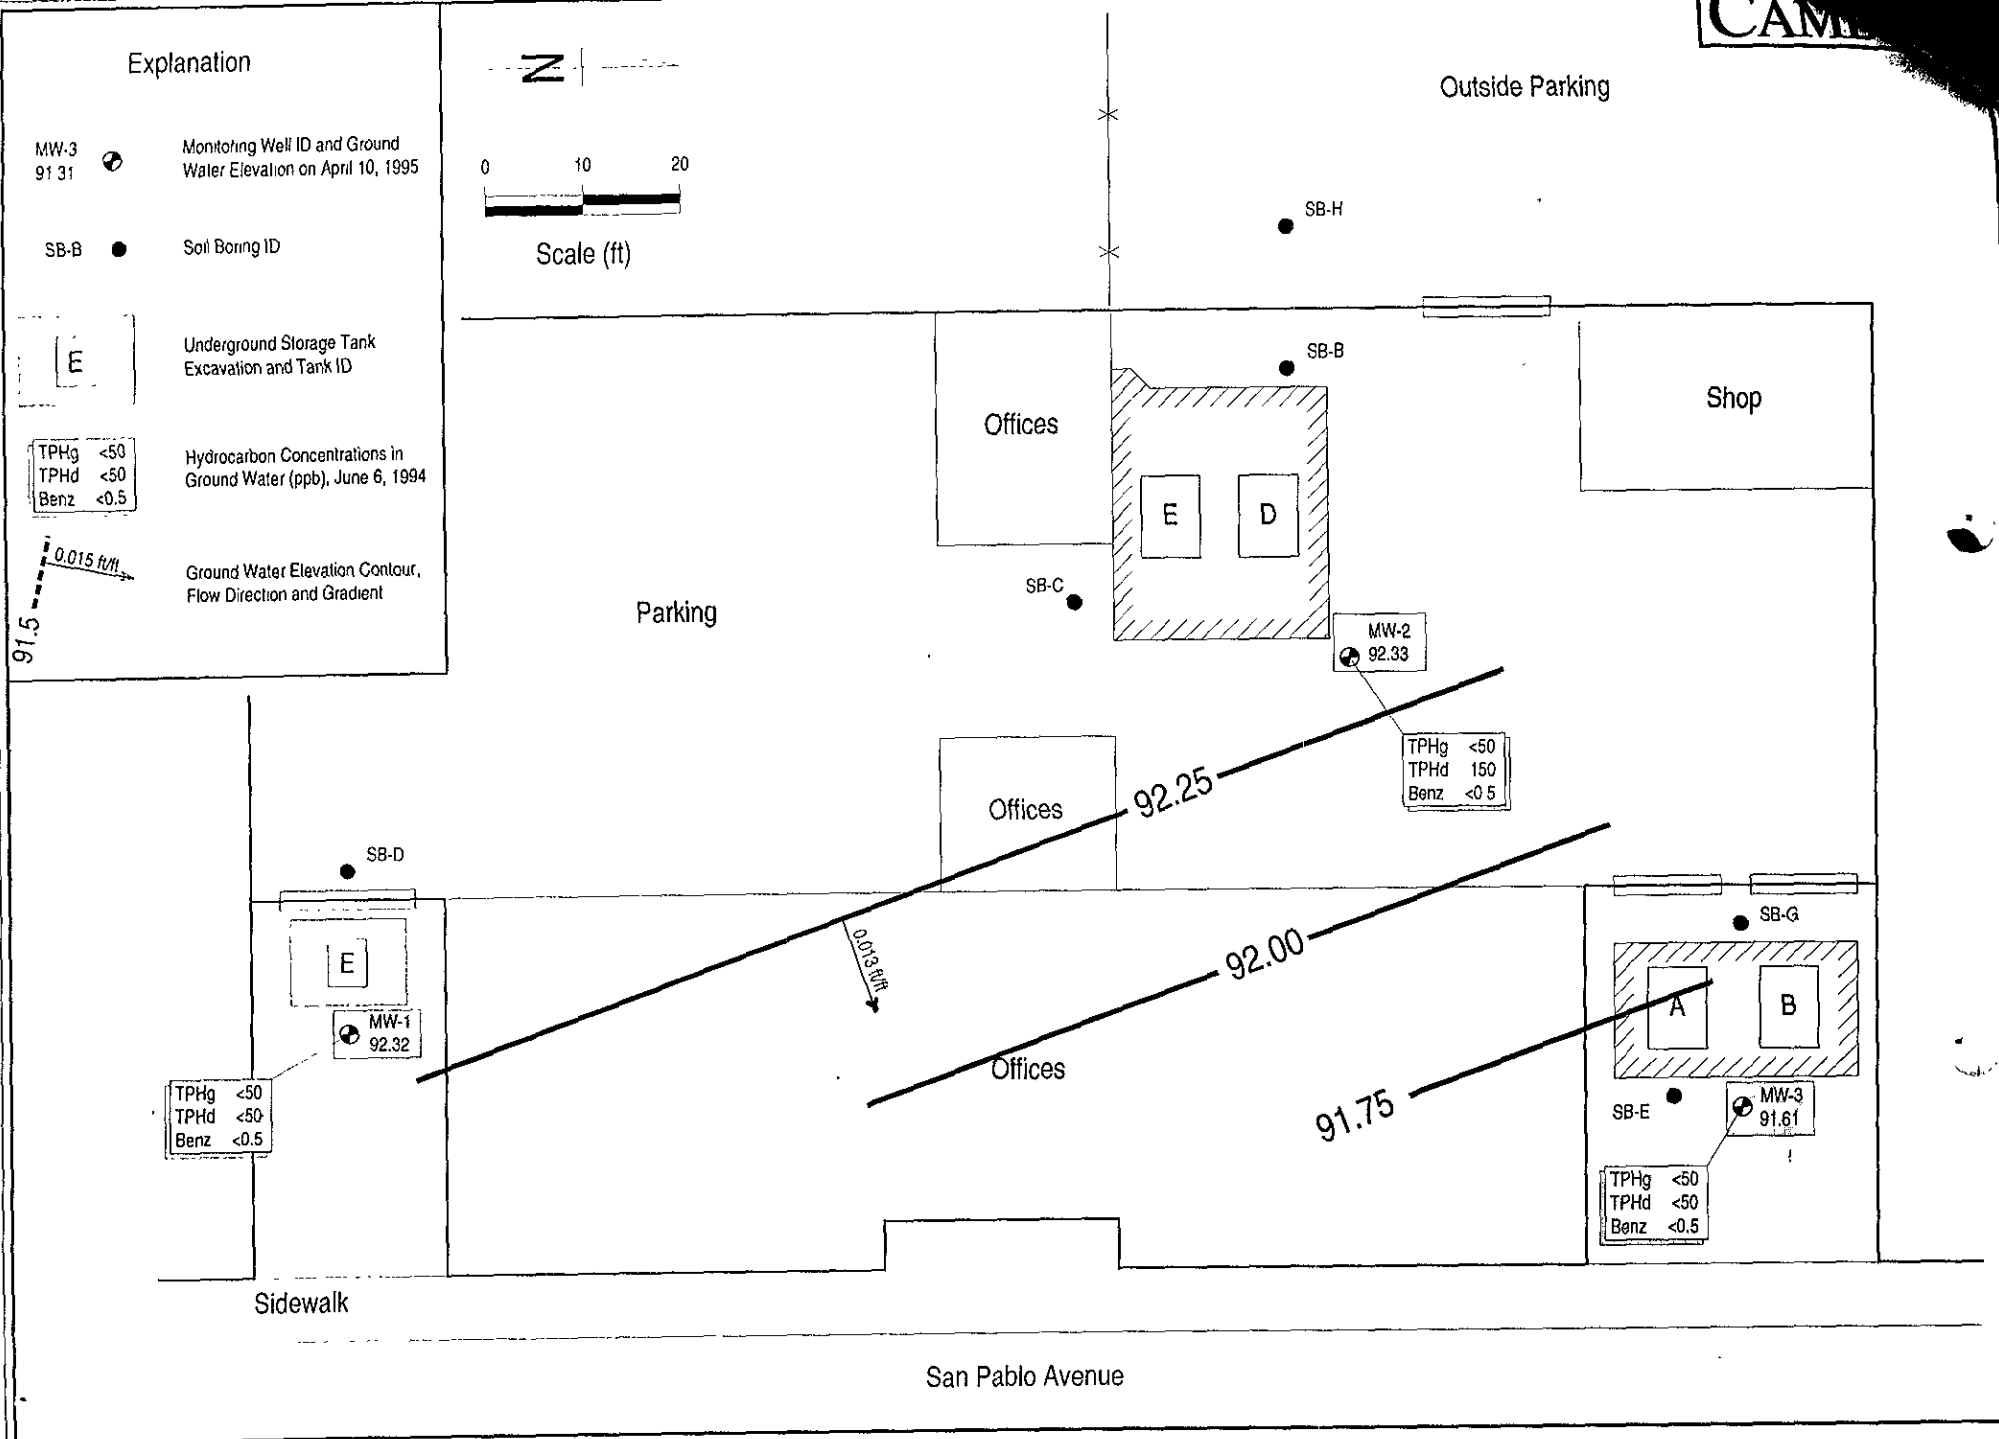 Explanation
MW-3
91 31
Monitoring Well ID and Ground
Water Elevation on April 10, 1995
SB-B
Soil Boring ID
E
Underground Storage Tank
Excavation and Tank ID
TPHg <50
TPHd <50
Benz <0.5
Hydrocarbon Concentrations in
Ground Water (ppb), June 6, 1994
91.5
0.015 ft/ft
Ground Water Elevation Contour,
Flow Direction and Gradient
N
0 10 20
Scale (ft)
Outside Parking
SB-H
SB-B
Offices
Shop
E D
SB-C
Parking
MW-2
92.33
TPHg <50
TPHd 150
Benz <0 5
92.25
Offices
SB-D
E
MW-1
92.32
TPHg <50
TPHd <50
Benz <0.5
0.013 ft/ft
92.00
Offices
91.75
SB-G
A B
SB-E
MW-3
91.61
TPHg <50
TPHd <50
Benz <0.5
Sidewalk
San Pablo Avenue